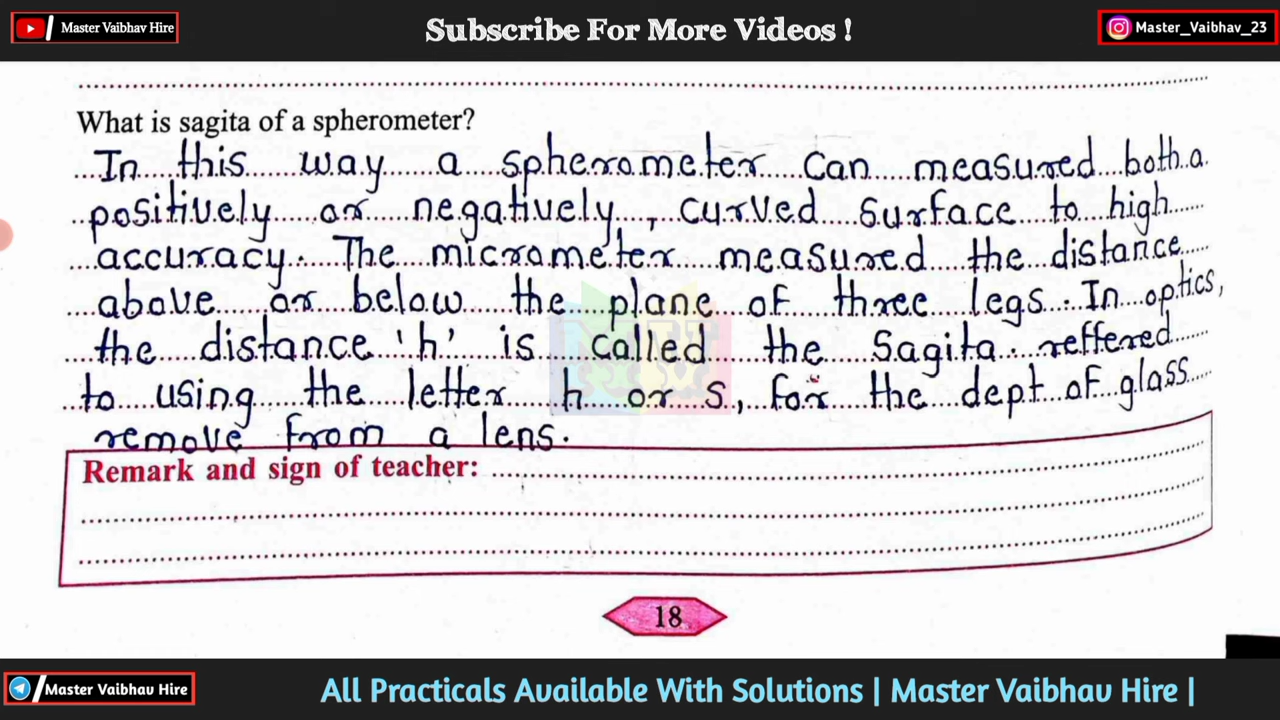 Master Vaibhav Hire
Subscribe For More Videos !
Master_Vaibhav_23
What is sagita of a spherometer?
In this way a spherometer can measured both a
positively or negatively, curved surface to high
accuracy. The micrometer measured the distance
above or below the plane of three legs. In optics,
the distance 'h' is called the Sagita. reffered
to using the letter h or s, for the dept of glass
remove from a lens.
Remark and sign of teacher:
18
Master Vaibhav Hire
All Practicals Available With Solutions | Master Vaibhav Hire |